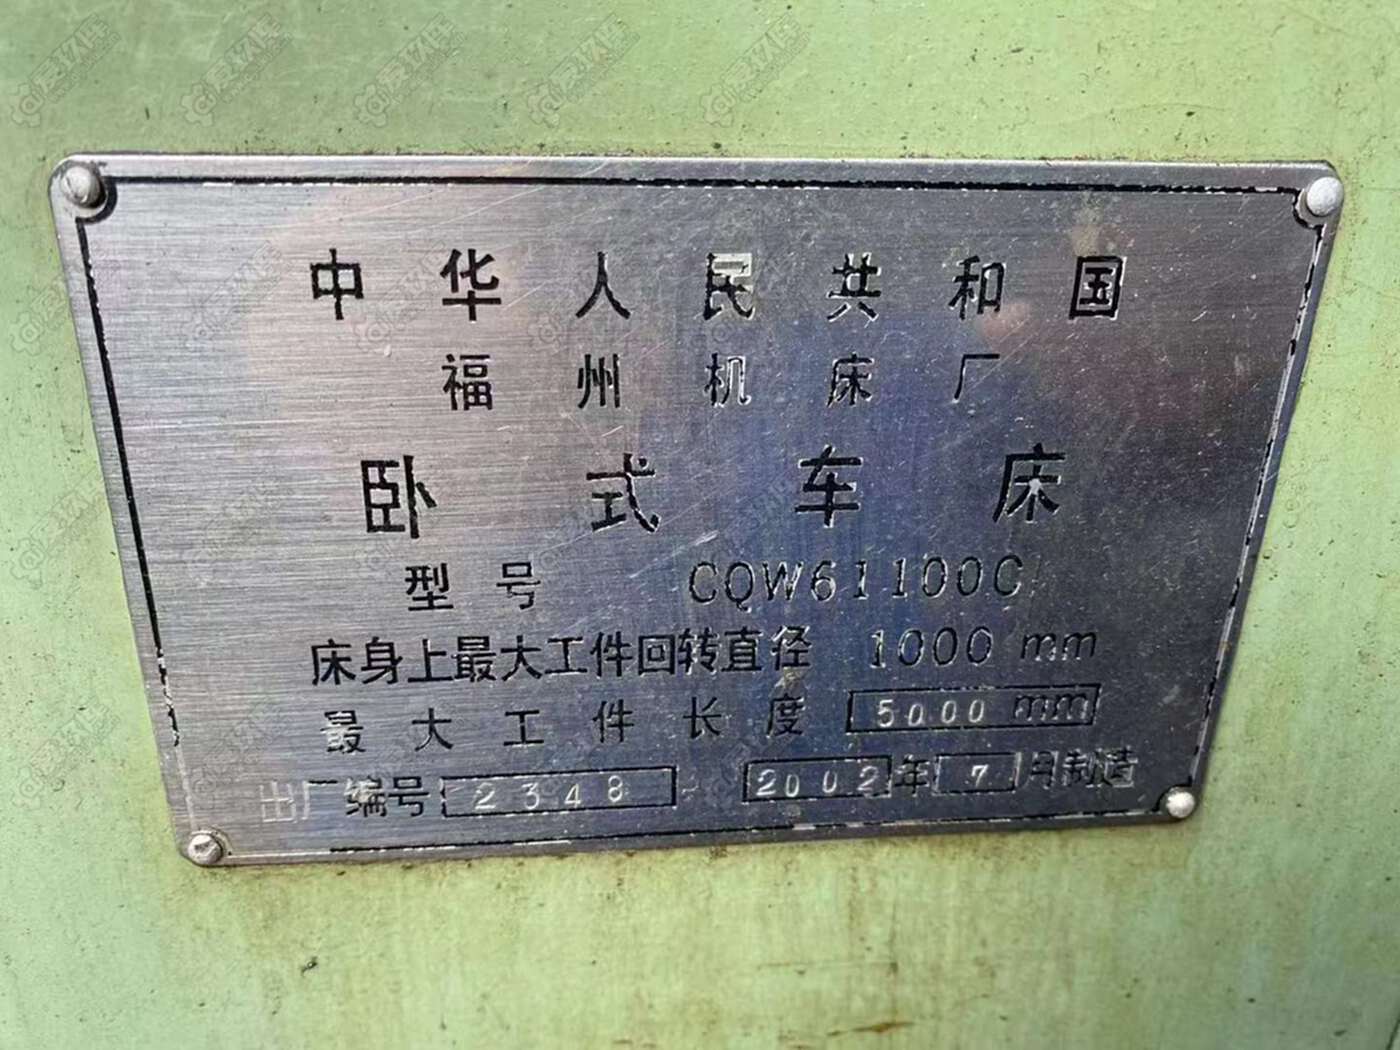 中华人民共和国
福州机床厂
卧式车床
型号 CQW61100C
床身上最大工件回转直径 1000 mm
最大工件长度 5000 mm
出厂编号 2348 2002年7月制造